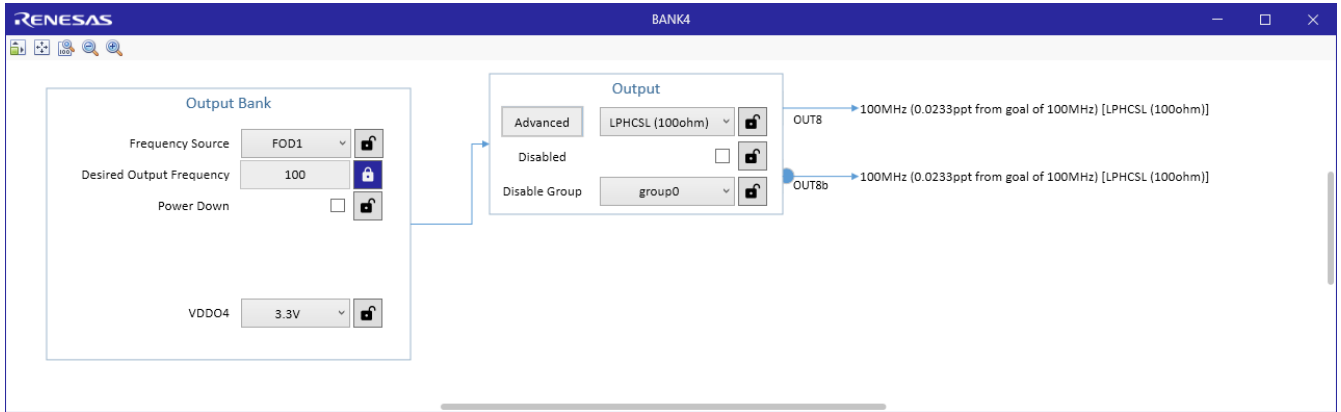 RENESAS
BANK4
100
Output Bank
Frequency Source FOD1
Desired Output Frequency 100
Power Down
VDDO4 3.3V
Output
Advanced LPHCSL (100ohm)
Disabled
Disable Group group0
OUT8 100MHz (0.0233ppt from goal of 100MHz) [LPHCSL (100ohm)]
OUT8b 100MHz (0.0233ppt from goal of 100MHz) [LPHCSL (100ohm)]